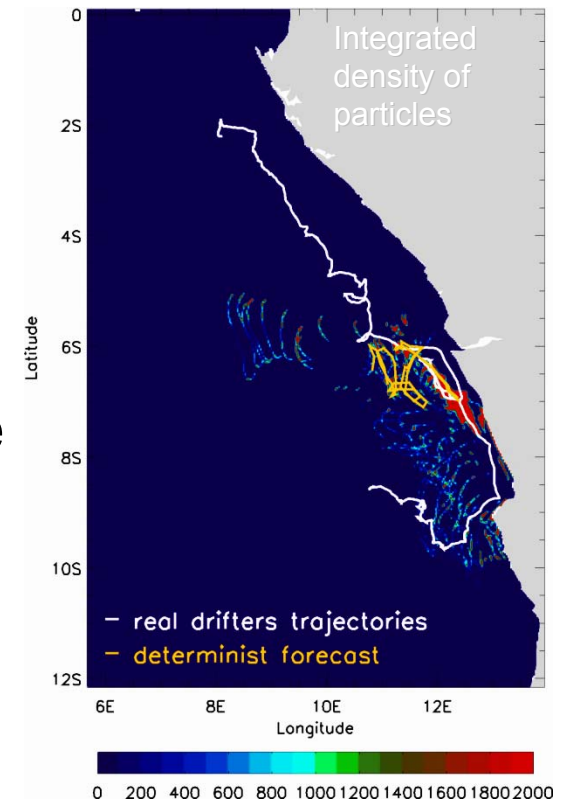 Integrated
density of
particles
0
2S
4S
6S
8S
10S
12S
Latitude
e
– real drifters trajectories
– determinist forecast
6E 8E 10E 12E
Longitude
0 200 400 600 800 1000 1200 1400 1600 1800 2000